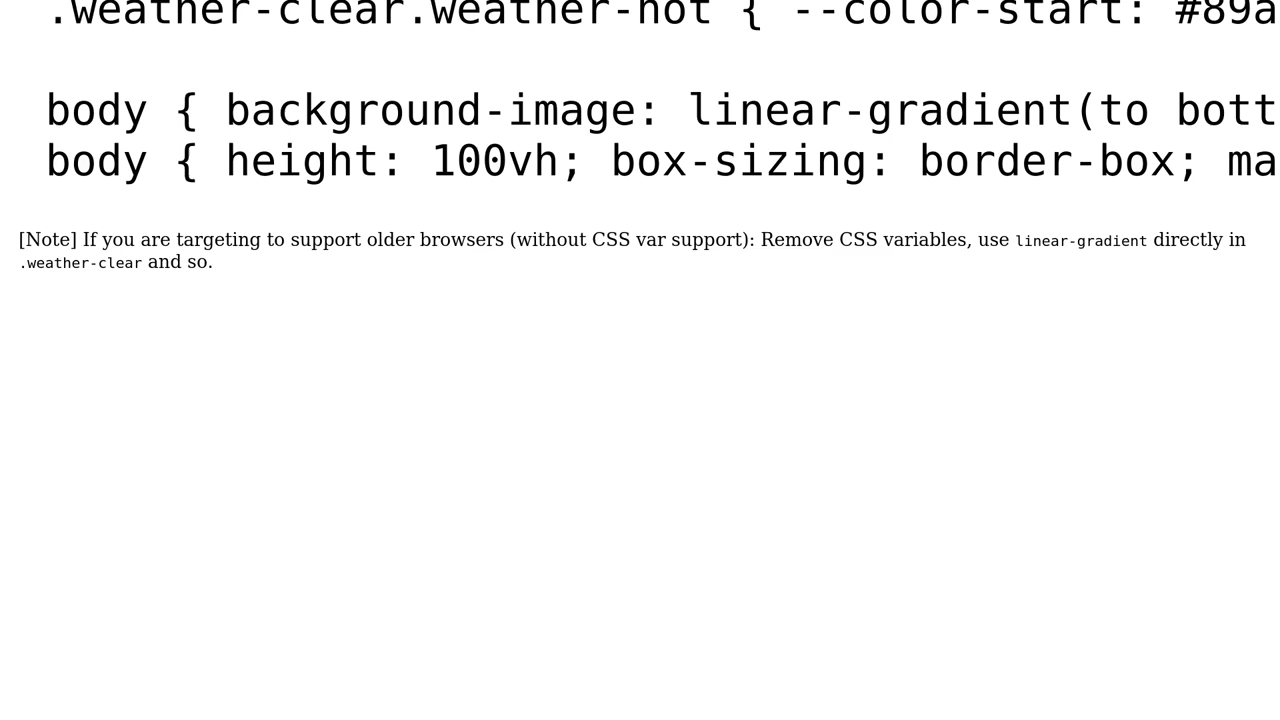 .weather-clear.weather-hot { --color-start: #89a
body { background-image: linear-gradient(to bott
body { height: 100vh; box-sizing: border-box; ma
[Note] If you are targeting to support older browsers (without CSS var support): Remove CSS variables, use linear-gradient directly in
.weather-clear and so.